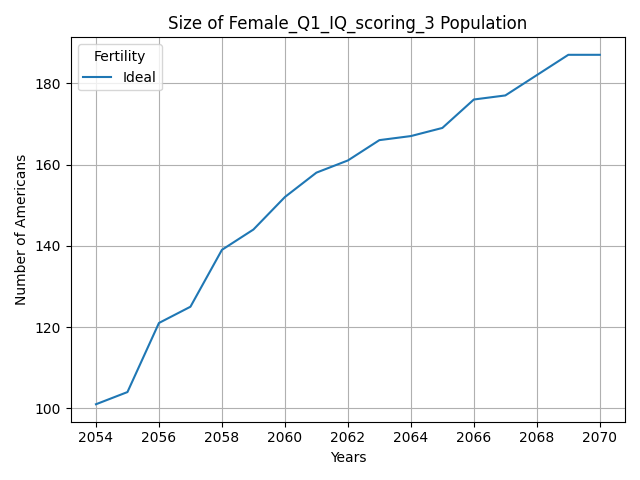 Size of Female_Q1_IQ_scoring_3 Population
Fertility
Ideal
Number of Americans
180
160
140
120
100
2054 2056 2058 2060 2062 2064 2066 2068 2070
Years